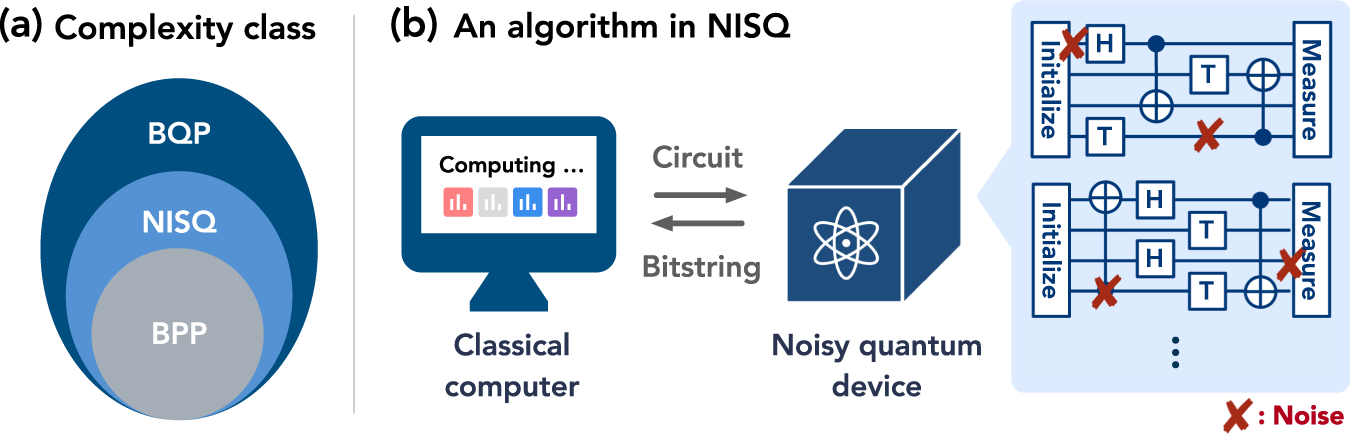 (a) Complexity class
BQP
NISQ
BPP
(b) An algorithm in NISQ
Computing ...
Classical
computer
Circuit
Bitstring
Noisy quantum
device
Initialize
H
T
T
Measure
Initialize
H
T
H
T
Measure
: Noise